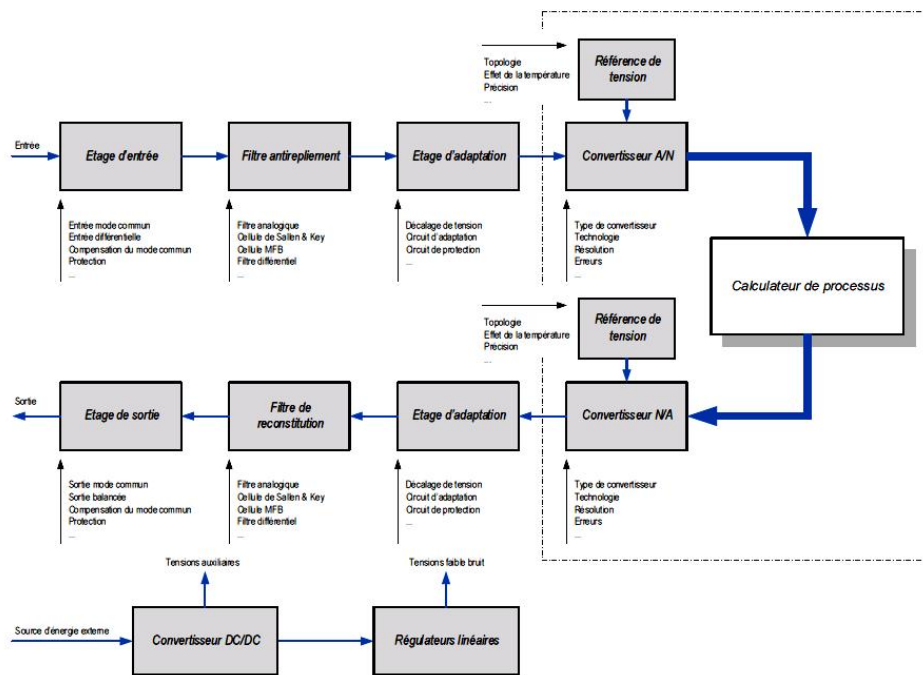 Topologie
Effet de la température
Précision
...
Référence de
tension
Entrée
Etage d'entrée
Filtre antirepliement
Etage d'adaptation
Convertisseur A/N
Entrée mode commun
Entrée différentielle
Compensation du mode commun
Protection
...
Filtre analogique
Cellule de Sallen & Key
Cellule MFB
Filtre différentiel
...
Décalage de tension
Circuit d'adaptation
Circuit de protection
...
Type de convertisseur
Technologie
Résolution
Erreurs
...
Calculateur de processus
Topologie
Effet de la température
Précision
...
Référence de
tension
Sortie
Etage de sortie
Filtre de
reconstitution
Etage d'adaptation
Convertisseur N/A
Sortie mode commun
Sortie balancée
Compensation du mode commun
Protection
...
Filtre analogique
Cellule de Sallen & Key
Cellule MFB
Filtre différentiel
...
Décalage de tension
Circuit d'adaptation
Circuit de protection
...
Type de convertisseur
Technologie
Résolution
Erreurs
...
Tensions auxiliaires
Tensions faible bruit
Source d'énergie externe
Convertisseur DC/DC
Régulateurs linéaires